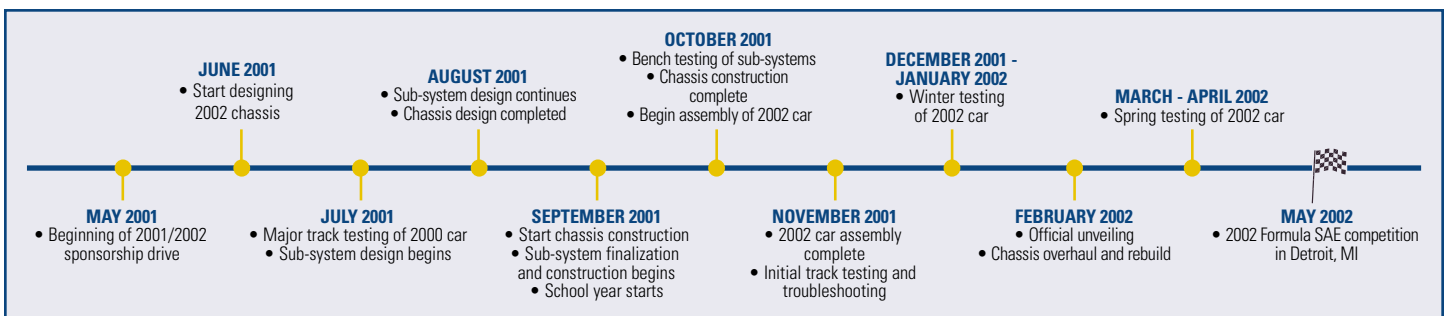 MAY 2001
• Beginning of 2001/2002
sponsorship drive
JUNE 2001
• Start designing
2002 chassis
JULY 2001
• Major track testing of 2000 car
• Sub-system design begins
AUGUST 2001
• Sub-system design continues
• Chassis design completed
SEPTEMBER 2001
• Start chassis construction
• Sub-system finalization
and construction begins
• School year starts
OCTOBER 2001
• Bench testing of sub-systems
• Chassis construction
complete
• Begin assembly of 2002 car
NOVEMBER 2001
• 2002 car assembly
complete
• Initial track testing and
troubleshooting
DECEMBER 2001 -
JANUARY 2002
• Winter testing
of 2002 car
FEBRUARY 2002
• Official unveiling
• Chassis overhaul and rebuild
MARCH - APRIL 2002
• Spring testing of 2002 car
MAY 2002
• 2002 Formula SAE competition
in Detroit, MI